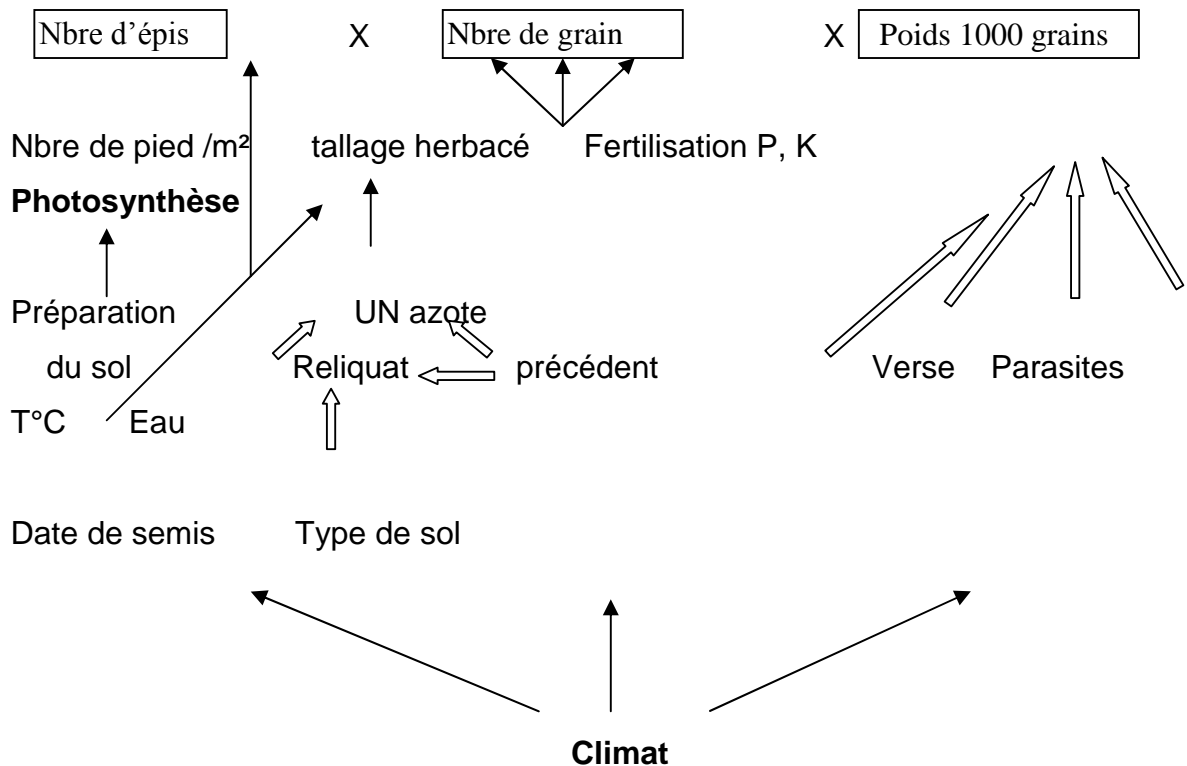 Nbre d'épis X Nbre de grain X Poids 1000 grains
Nbre de pied /m² tallage herbacé Fertilisation P, K
Photosynthèse
Préparation UN azote
du sol Reliquat précédent Verse Parasites
T°C Eau
Date de semis Type de sol
Climat